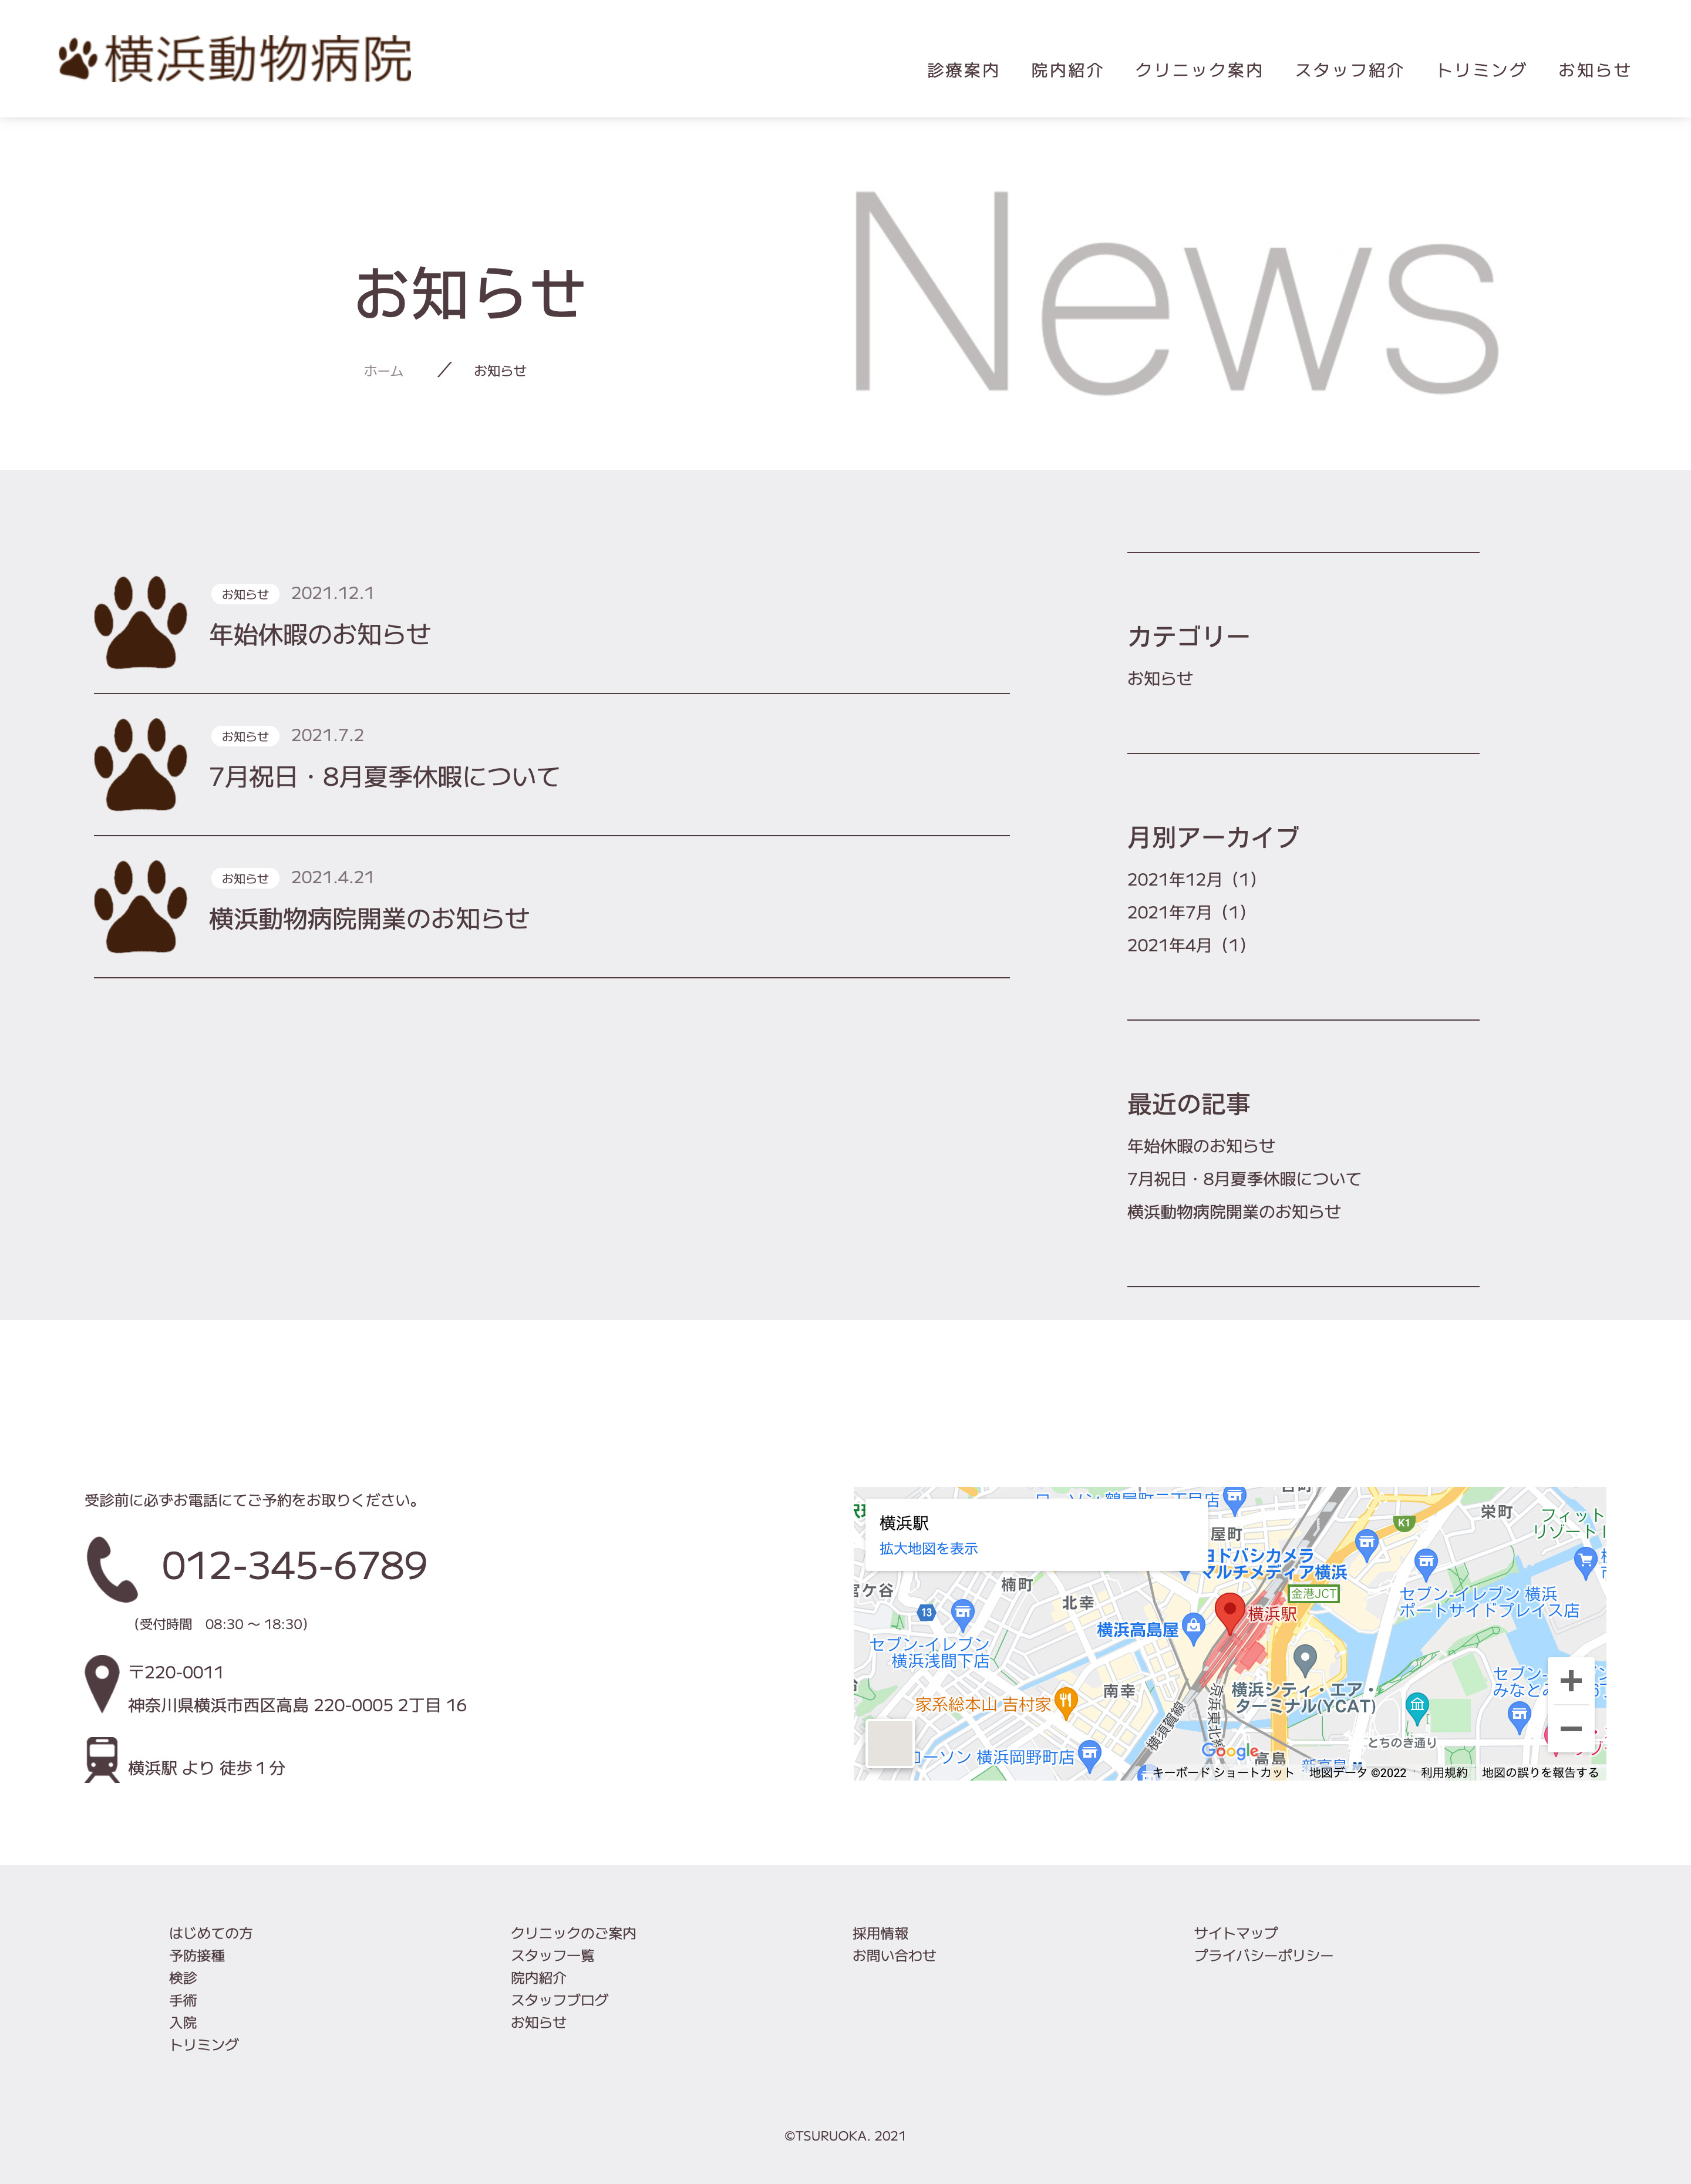 横浜動物病院
診療案内 院内紹介 クリニック案内 スタッフ紹介 トリミング お知らせ
News
お知らせ
ホーム / お知らせ
お知らせ 2021.12.1
年始休暇のお知らせ
お知らせ 2021.7.2
7月祝日・8月夏季休暇について
お知らせ 2021.4.21
横浜動物病院開業のお知らせ
カテゴリー
お知らせ
月別アーカイブ
2021年12月（1）
2021年7月（1）
2021年4月（1）
最近の記事
年始休暇のお知らせ
7月祝日・8月夏季休暇について
横浜動物病院開業のお知らせ
受診前に必ずお電話にてご予約をお取りください。
012-345-6789
（受付時間　08:30 〜 18:30）
〒220-0011
神奈川県横浜市西区高島 220-0005 2丁目 16
横浜駅 より 徒歩１分
横浜駅
拡大地図を表示
屋町
栄町
K1
フィット
ヨドバシカメラ
マルチメディア横浜
楠町
金港JCT
セブン-イレブン 横浜
ポートサイドプレイス店
北幸
13
横浜駅
横浜高島屋
セブン-イレブン
横浜浅間下店
南幸
横浜シティ・エア・
ターミナル(YCAT)
家系総本山 吉村家
横須賀線
京浜東北
とちのき通り
ローソン 横浜岡野町店
Google
高島
新高島
キーボード ショートカット 地図データ ©2022 利用規約 地図の誤りを報告する
はじめての方
予防接種
検診
手術
入院
トリミング
クリニックのご案内
スタッフ一覧
院内紹介
スタッフブログ
お知らせ
採用情報
お問い合わせ
サイトマップ
プライバシーポリシー
©TSURUOKA. 2021